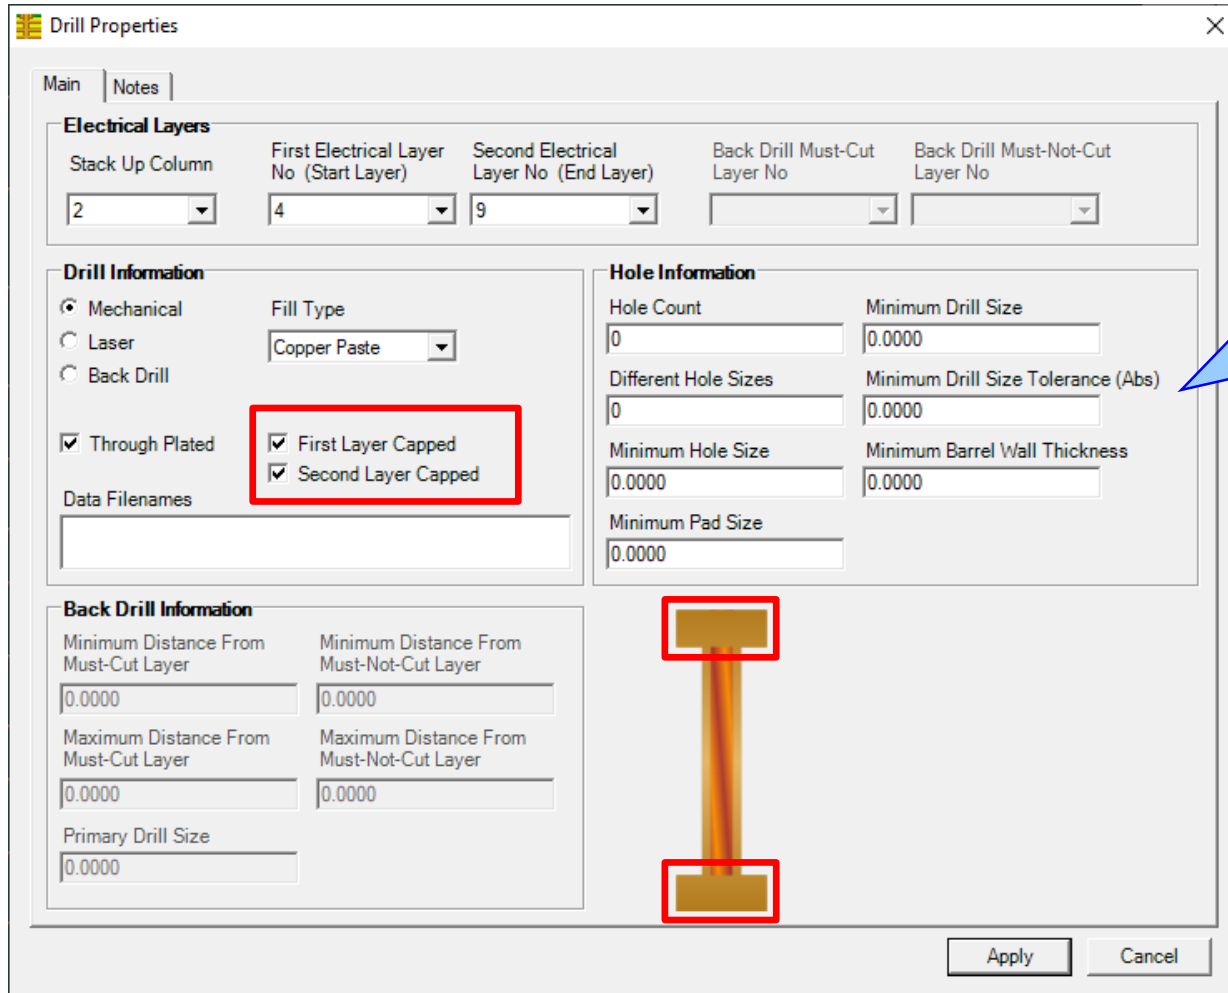 Drill Properties
Main
Notes
Electrical Layers
Stack Up Column
First Electrical Layer
No (Start Layer)
Second Electrical
Layer No (End Layer)
Back Drill Must-Cut
Layer No
Back Drill Must-Not-Cut
Layer No
2
4
9
Drill Information
Mechanical
Laser
Back Drill
Fill Type
Copper Paste
Through Plated
First Layer Capped
Second Layer Capped
Data Filenames
Hole Information
Hole Count
0
Minimum Drill Size
0.0000
Different Hole Sizes
0
Minimum Drill Size Tolerance (Abs)
0.0000
Minimum Hole Size
0.0000
Minimum Barrel Wall Thickness
0.0000
Minimum Pad Size
0.0000
Back Drill Information
Minimum Distance From
Must-Cut Layer
0.0000
Minimum Distance From
Must-Not-Cut Layer
0.0000
Maximum Distance From
Must-Cut Layer
0.0000
Maximum Distance From
Must-Not-Cut Layer
0.0000
Primary Drill Size
0.0000
Apply
Cancel